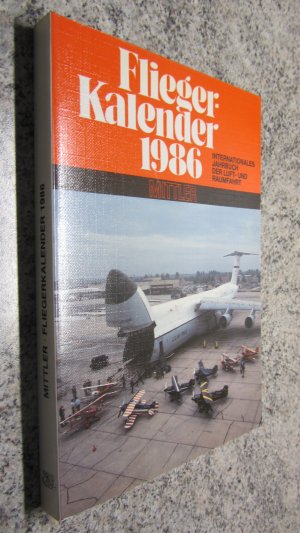 Flieger-
Kalender
1986
INTERNATIONALES
JAHRBUCH
DER LUFT- UND
RAUMFAHRT
MITTLER
MITTLER · FLIEGERKALENDER 1986